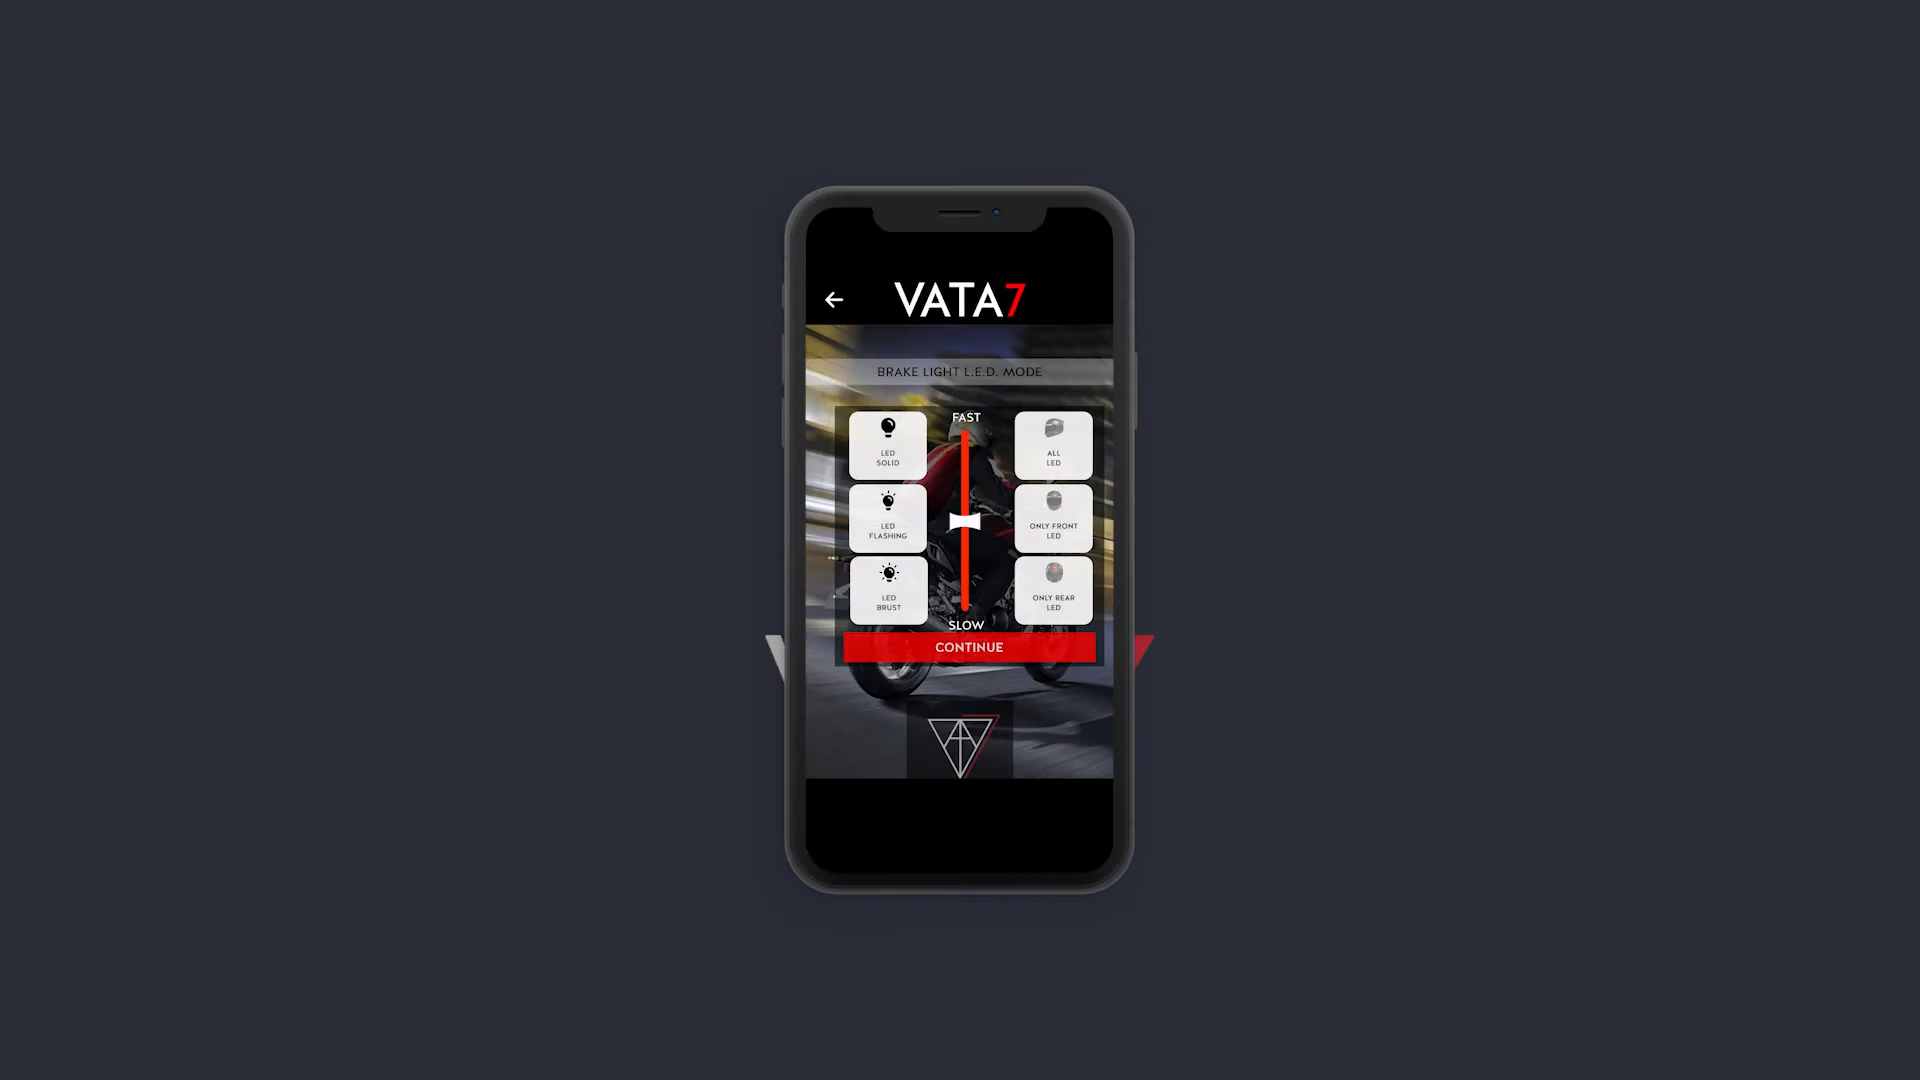 VATA7
BRAKE LIGHT L.E.D. MODE
FAST
LED
SOLID
ALL
LED
LED
FLASHING
ONLY FRONT
LED
LED
BRUST
ONLY REAR
LED
SLOW
CONTINUE